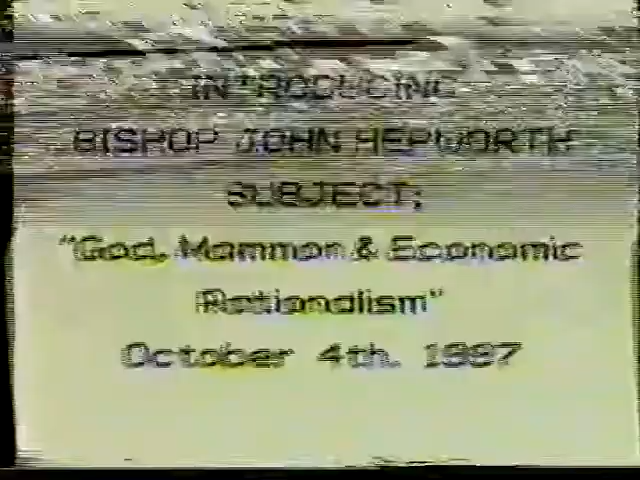 INTRODUCING
BISHOP JOHN HEPWORTH
SUBJECT:
"God, Mammon & Economic
Rationalism"
October 4th. 1997